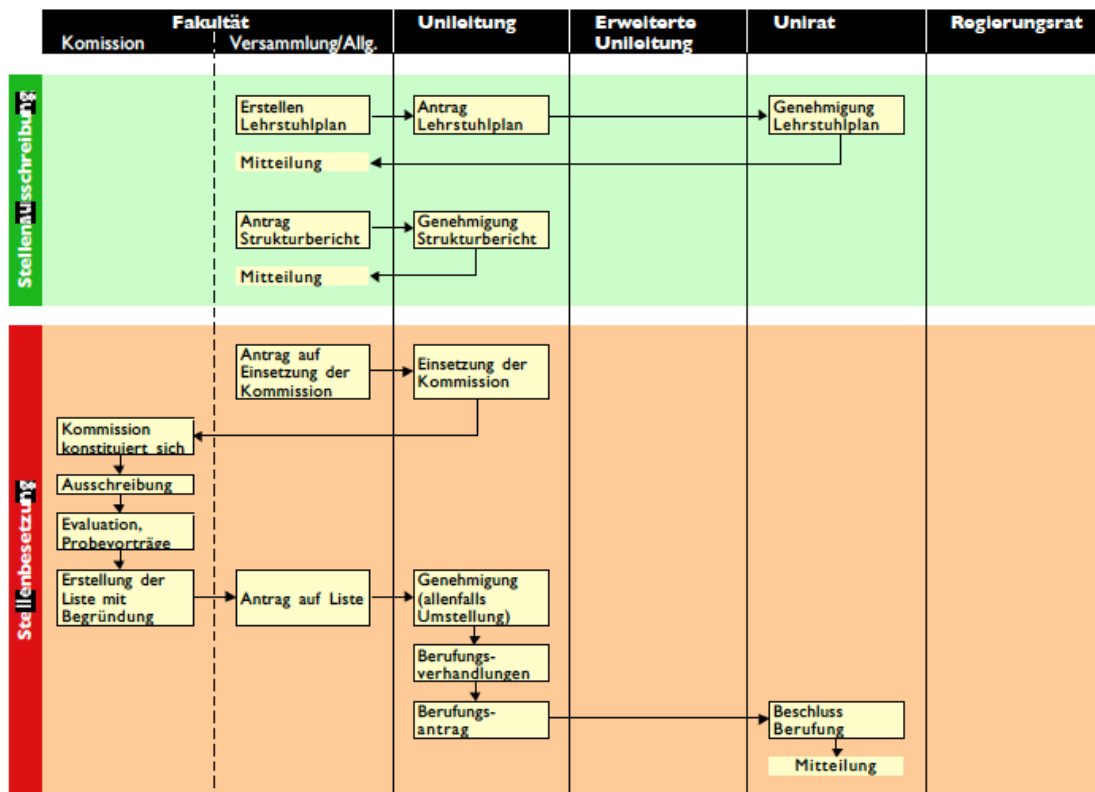 Fakultät
Unileitung
Erweiterte
Unileitung
Unirat
Regierungsrat
Komission
Versammlung/Allg.
Stellenausschreibung
Erstellen
Lehrstuhlplan
Antrag
Lehrstuhlplan
Genehmigung
Lehrstuhlplan
Mitteilung
Antrag
Strukturbericht
Genehmigung
Strukturbericht
Mitteilung
Stellenbesetzung
Antrag auf
Einsetzung der
Kommission
Einsetzung der
Kommission
Kommission
konstituiert sich
Ausschreibung
Evaluation,
Probevorträge
Erstellung der
Liste mit
Begründung
Antrag auf Liste
Genehmigung
(allenfalls
Umstellung)
Berufungs-
verhandlungen
Berufungs-
antrag
Beschluss
Berufung
Mitteilung